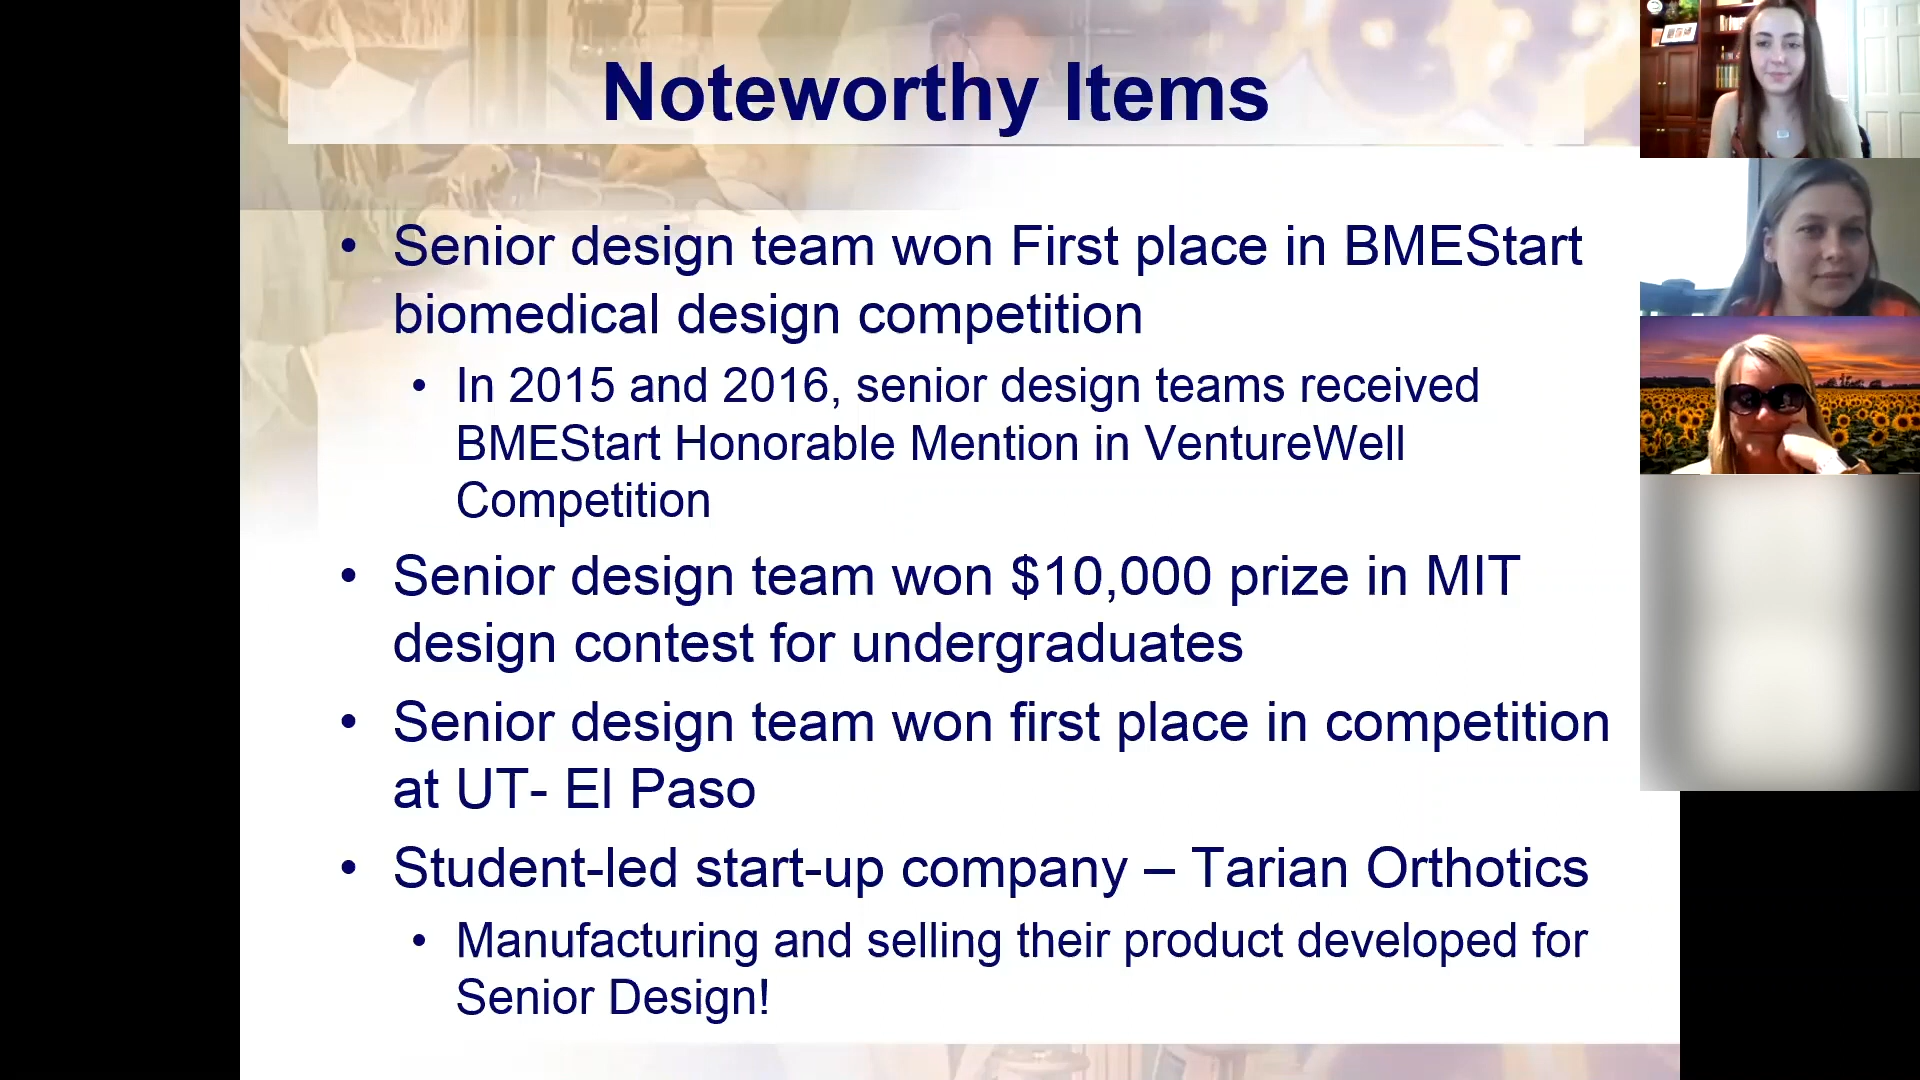 Noteworthy Items
• Senior design team won First place in BMEStart
biomedical design competition
• In 2015 and 2016, senior design teams received
BMEStart Honorable Mention in VentureWell
Competition
• Senior design team won $10,000 prize in MIT
design contest for undergraduates
• Senior design team won first place in competition
at UT- El Paso
• Student-led start-up company – Tarian Orthotics
• Manufacturing and selling their product developed for
Senior Design!